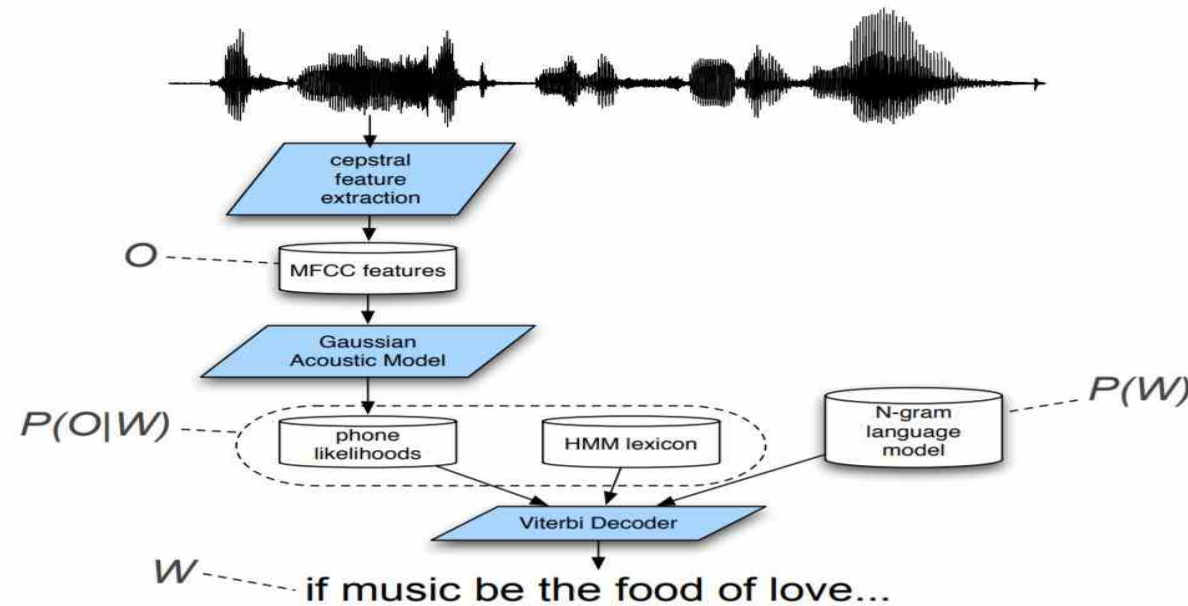 cepstral
feature
extraction
O
MFCC features
Gaussian
Acoustic Model
P(O|W)
phone
likelihoods
HMM lexicon
N-gram
language
model
P(W)
Viterbi Decoder
W
if music be the food of love...